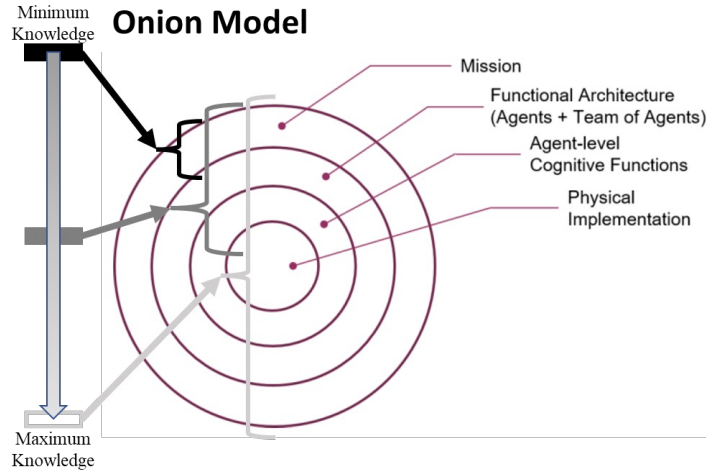 Minimum
Knowledge
Onion Model
Mission
Functional Architecture
(Agents + Team of Agents)
Agent-level
Cognitive Functions
Physical
Implementation
Maximum
Knowledge